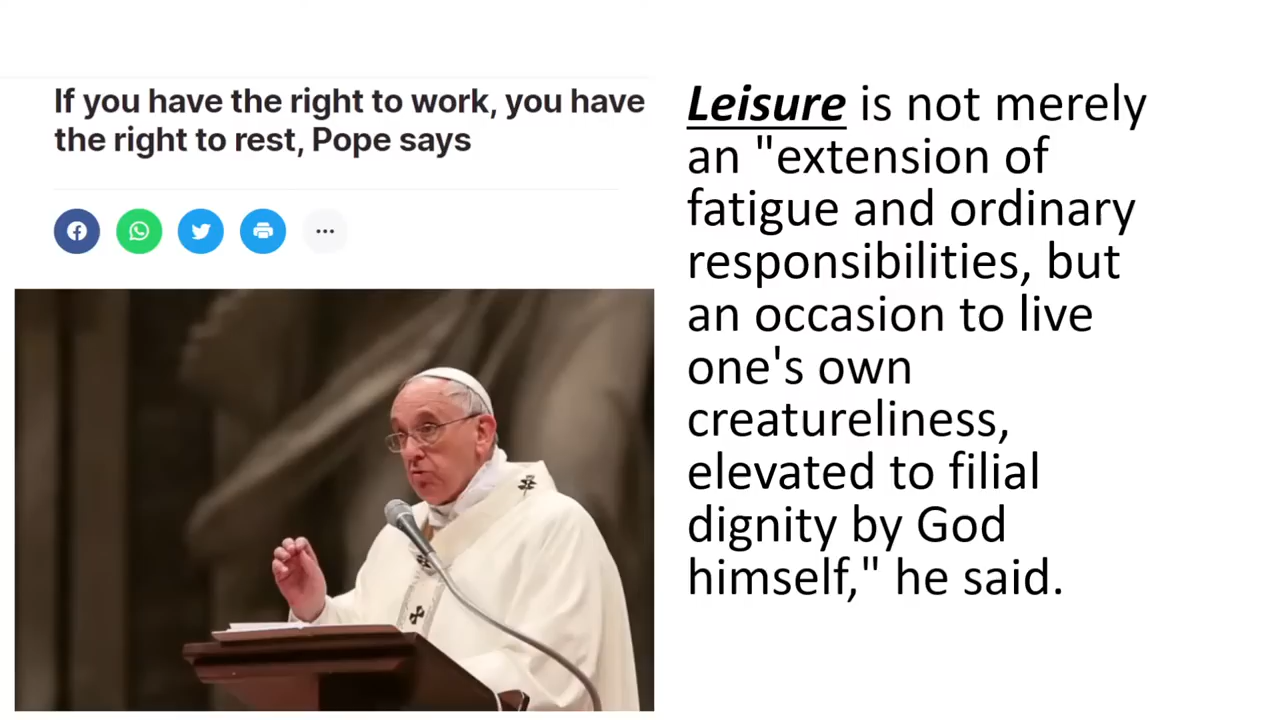 If you have the right to work, you have
the right to rest, Pope says
Leisure is not merely
an "extension of
fatigue and ordinary
responsibilities, but
an occasion to live
one's own
creatureliness,
elevated to filial
dignity by God
himself," he said.